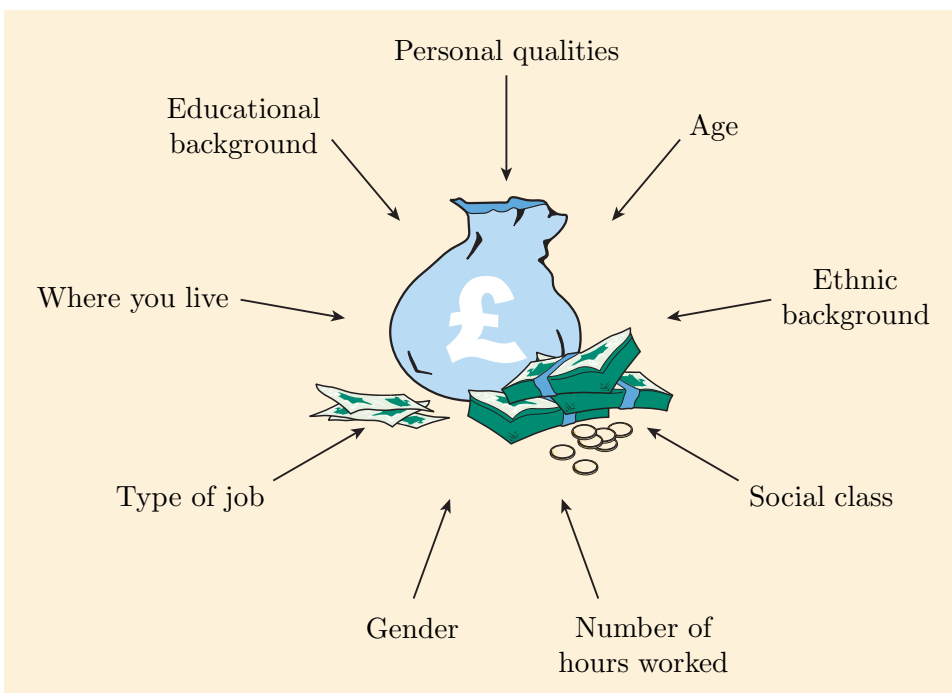 Personal qualities
Educational
background
Age
Where you live
Ethnic
background
£
Type of job
Social class
Gender
Number of
hours worked